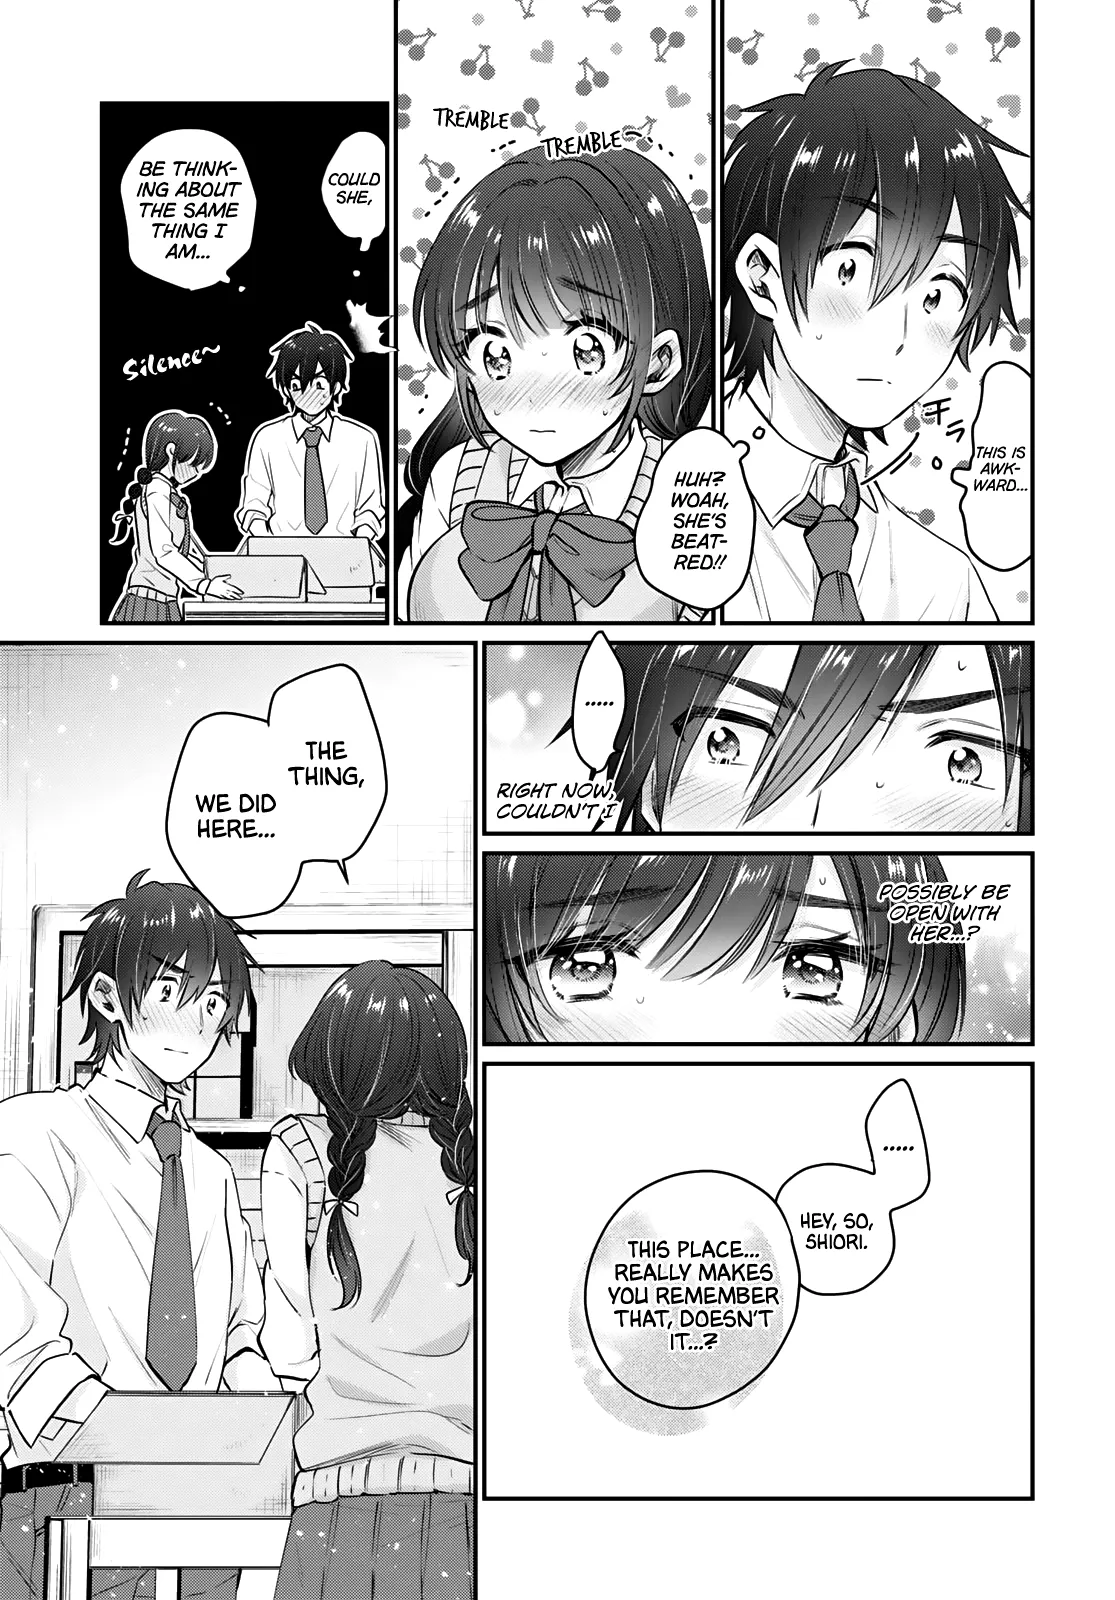 THIS IS
AWK-
WARD...
チラッ
HUH?
WOAH,
SHE'S
BEAT-
RED!!
TREMBLE
TREMBLE~
COULD
SHE,
BE THINK-
ING ABOUT
THE SAME
THING I
AM...
Silence~
......
RIGHT NOW,
COULDN'T I
POSSIBLY BE
OPEN WITH
HER...?
......
HEY, SO,
SHIORI.
THIS PLACE...
REALLY MAKES
YOU REMEMBER
THAT, DOESN'T
IT...?
THE
THING,
WE DID
HERE...